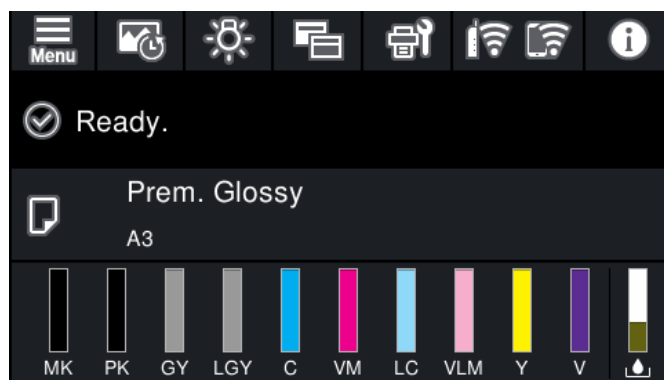 Menu
Ready.
Prem. Glossy
A3
MK PK GY LGY C VM LC VLM Y V